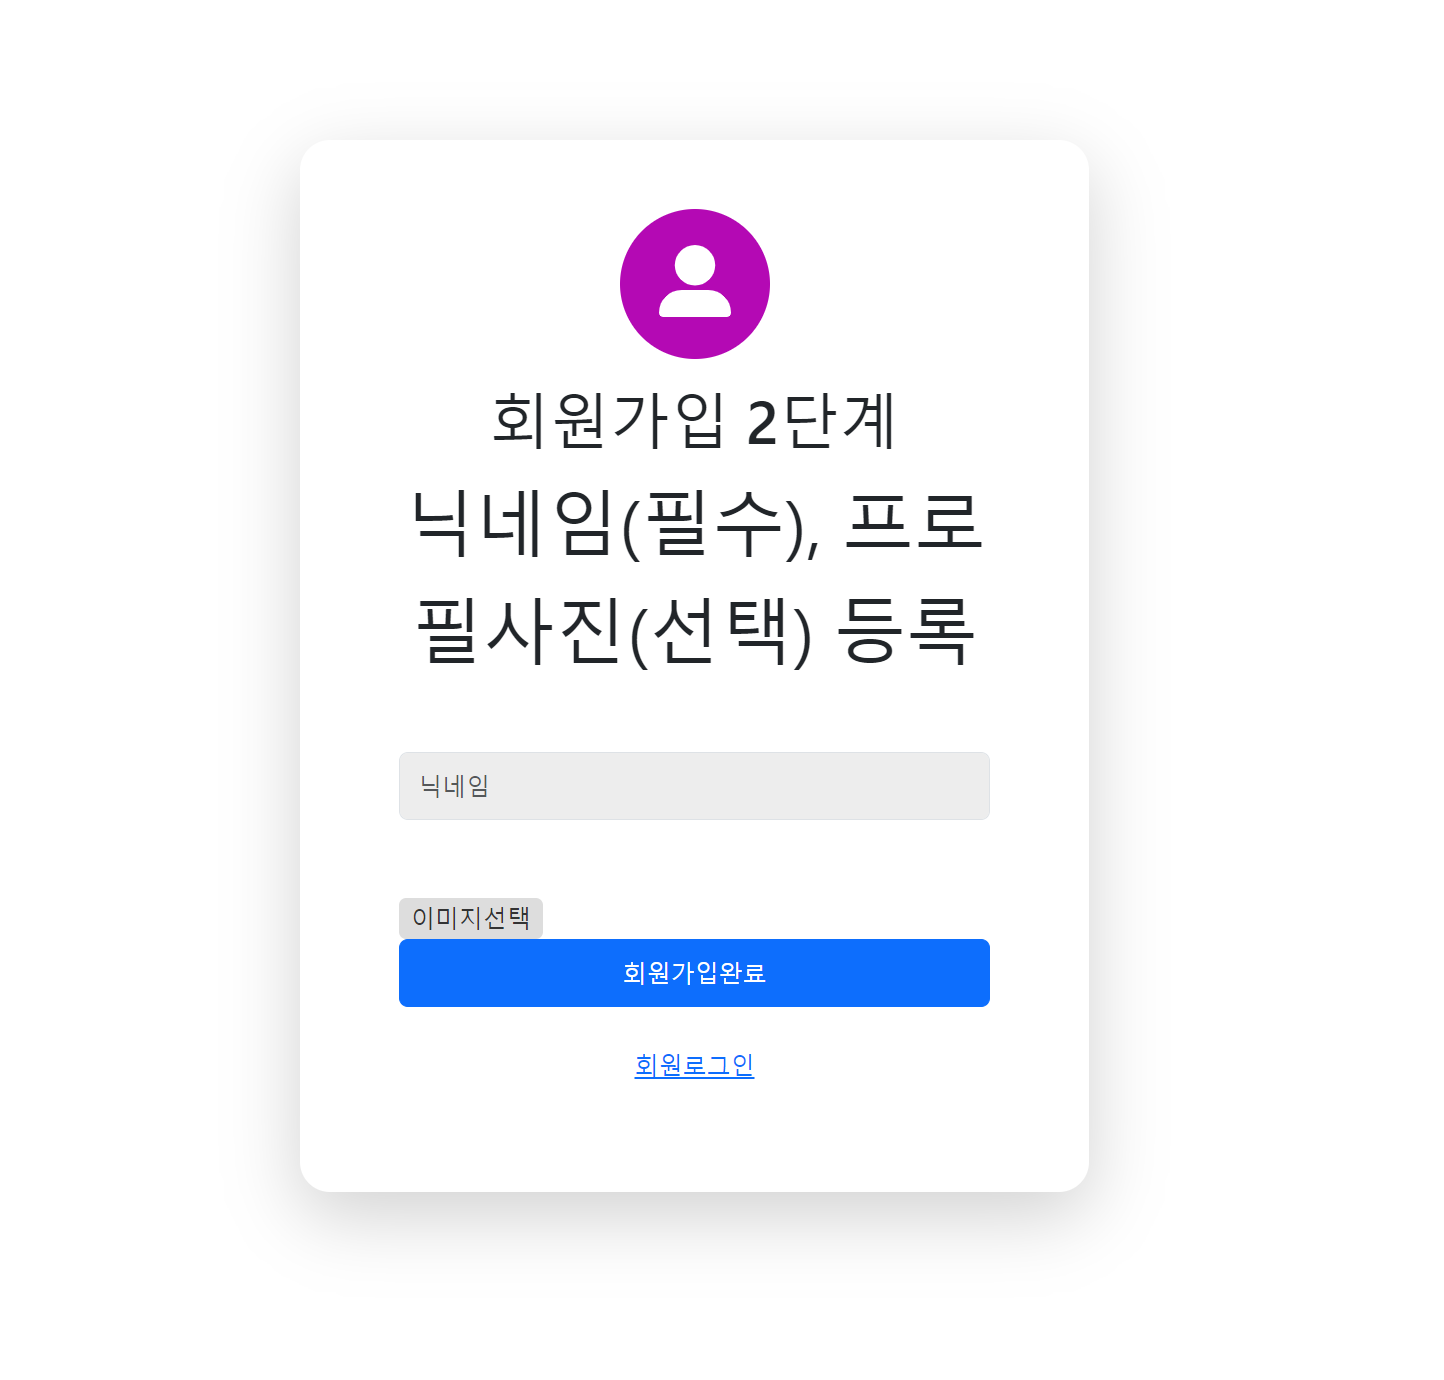 회원가입 2단계
닉네임(필수), 프로
필사진(선택) 등록
닉네임
이미지선택
회원가입완료
회원로그인